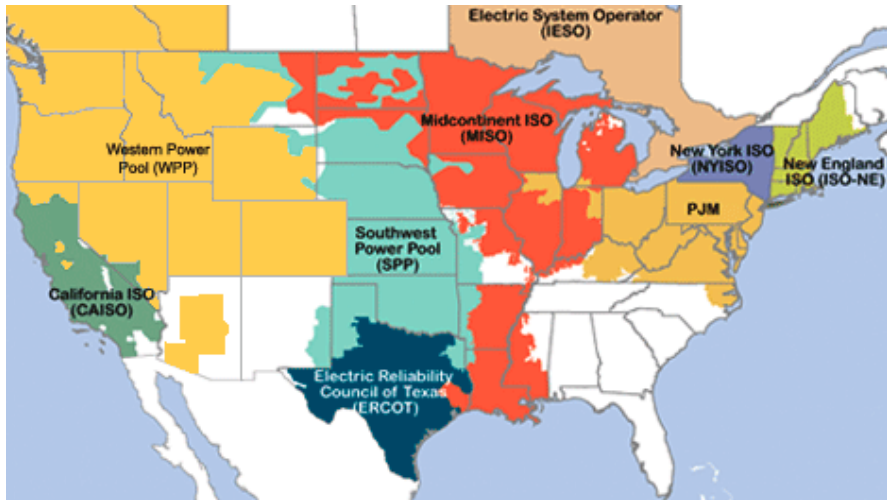 Electric System Operator
(IESO)
Midcontinent ISO
(MISO)
Western Power
Pool (WPP)
New York ISO
(NYISO)
New England
ISO (ISO-NE)
PJM
Southwest
Power Pool
(SPP)
California ISO
(CAISO)
Electric Reliability
Council of Texas
(ERCOT)